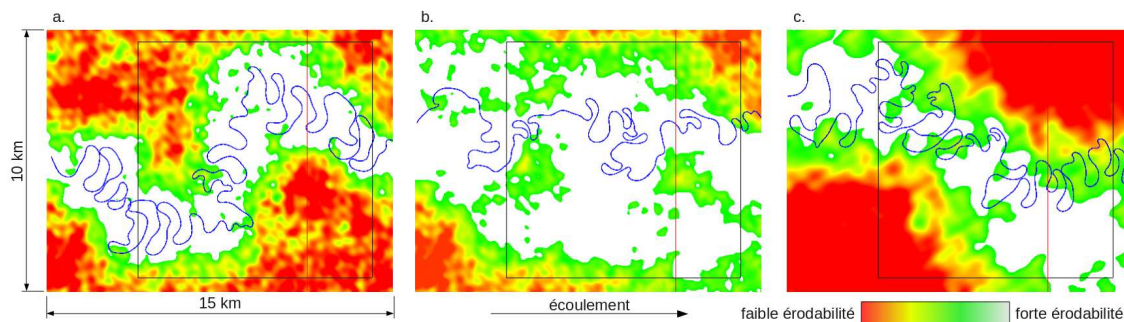 a.
b.
c.
10 km
15 km
écoulement
faible érodabilité
forte érodabilité